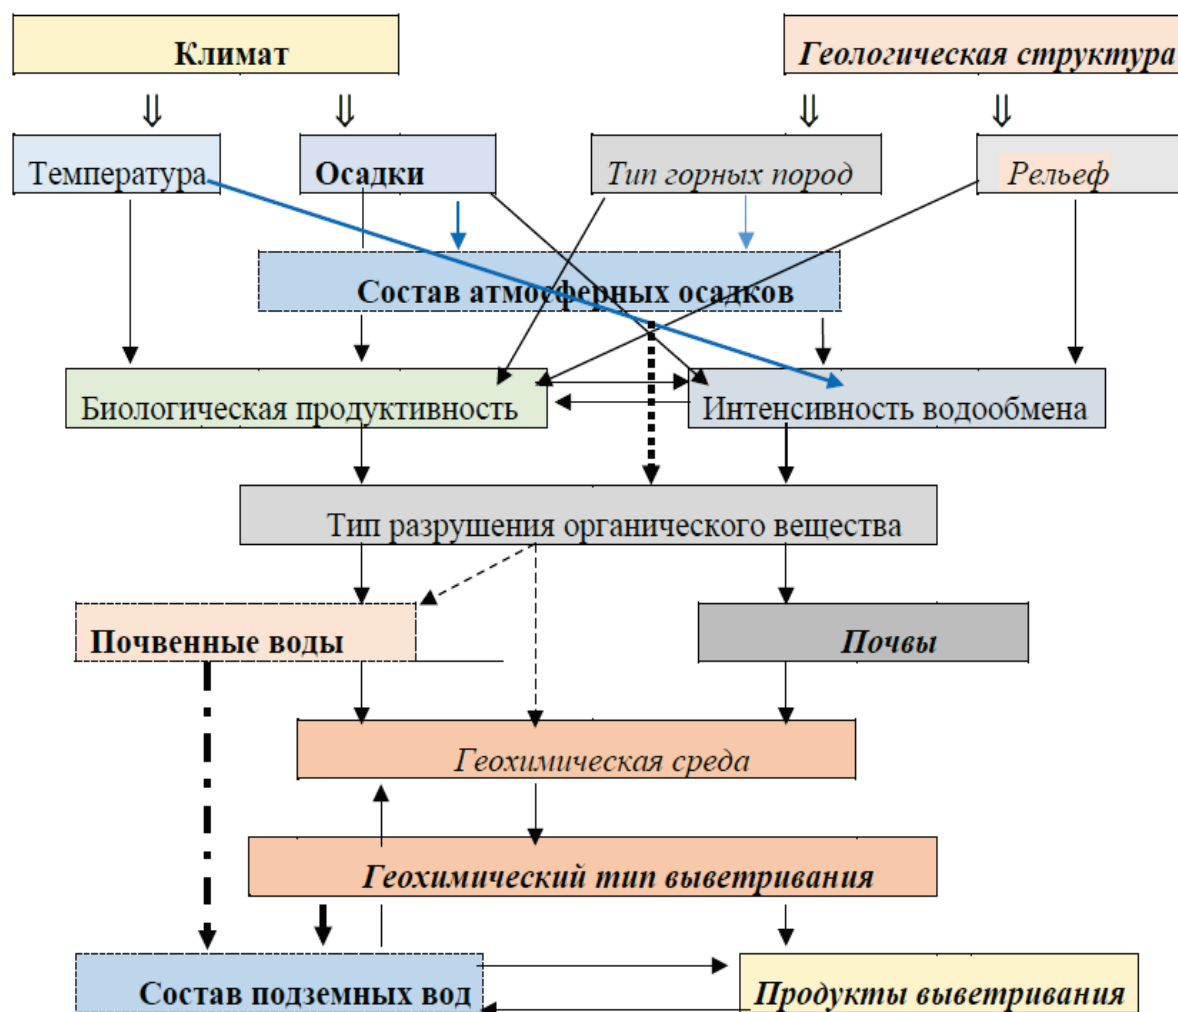 Климат
Геологическая структура
Температура
Осадки
Тип горных пород
Рельеф
Состав атмосферных осадков
Биологическая продуктивность
Интенсивность водообмена
Тип разрушения органического вещества
Почвенные воды
Почвы
Геохимическая среда
Геохимический тип выветривания
Состав подземных вод
Продукты выветривания